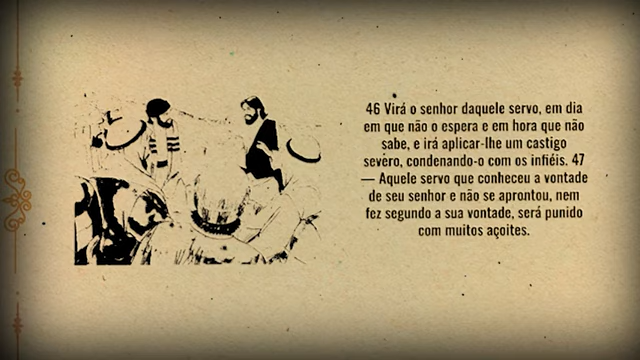 46 Virá o senhor daquele servo, em dia
em que não o espera e em hora que não
sabe, e irá aplicar-lhe um castigo
severo, condenando-o com os infiéis. 47
— Aquele servo que conheceu a vontade
de seu senhor e não se aprontou, nem
fez segundo a sua vontade, será punido
com muitos açoites.